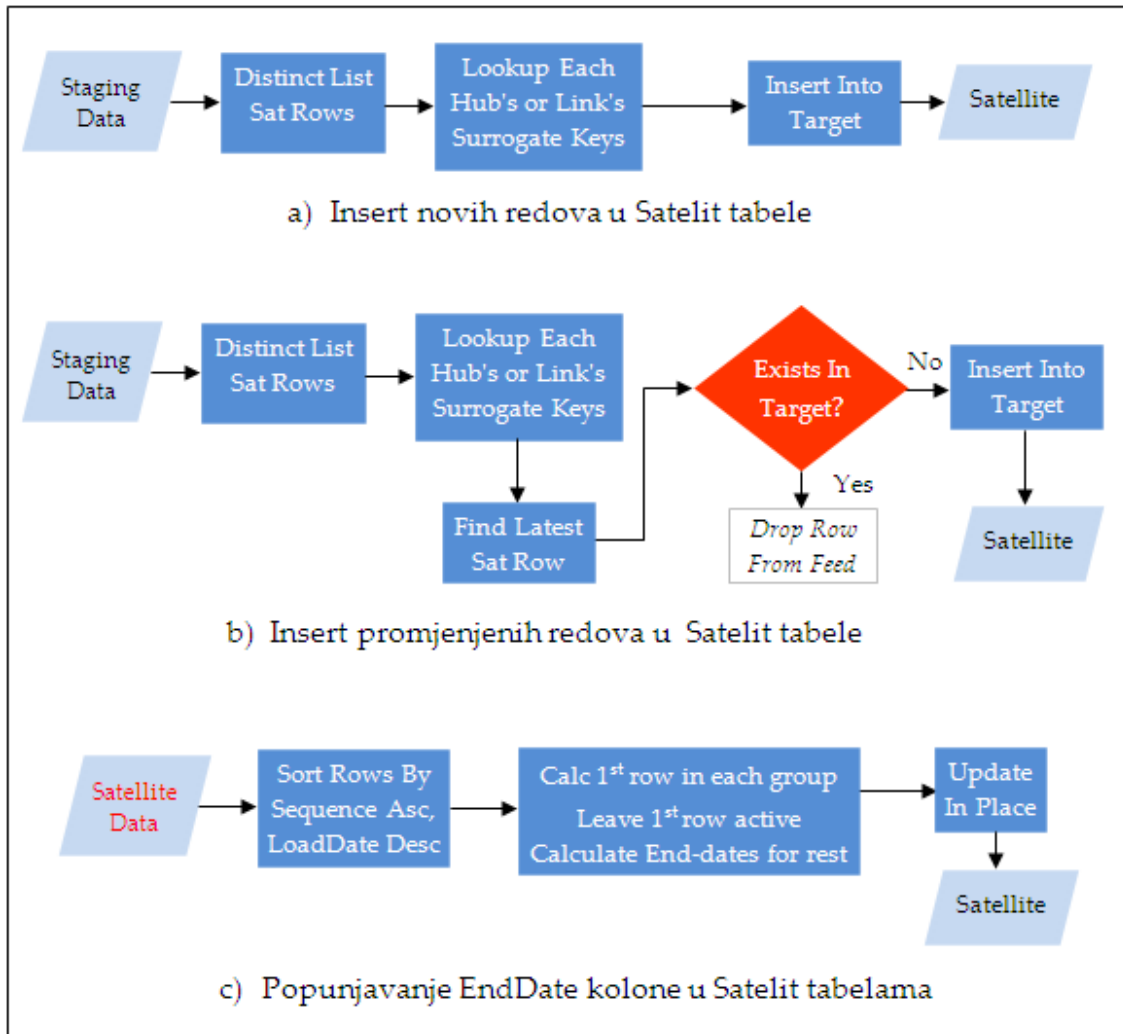 Staging
Data
Distinct List
Sat Rows
Lookup Each
Hub's or Link's
Surrogate Keys
Insert Into
Target
Satellite
a) Insert novih redova u Satelit tabele
Staging
Data
Distinct List
Sat Rows
Lookup Each
Hub's or Link's
Surrogate Keys
Find Latest
Sat Row
Exists In
Target?
No
Yes
Drop Row
From Feed
Insert Into
Target
Satellite
b) Insert promjenjenih redova u Satelit tabele
Satellite
Data
Sort Rows By
Sequence Asc,
LoadDate Desc
Calc 1st row in each group
Leave 1st row active
Calculate End-dates for rest
Update
In Place
Satellite
c) Popunjavanje EndDate kolone u Satelit tabelama